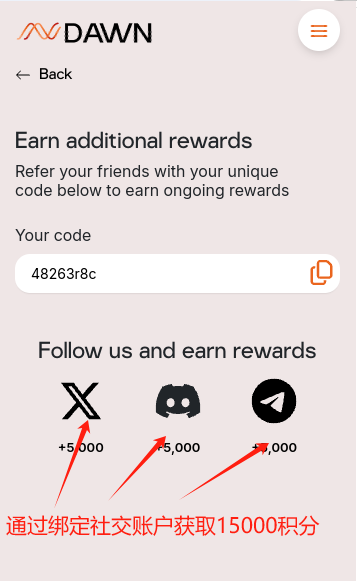 DAWN
Back
Earn additional rewards
Refer your friends with your unique
code below to earn ongoing rewards
Your code
48263r8c
Follow us and earn rewards
+5,000 +5,000 +5,000
通过绑定社交账户获取15000积分